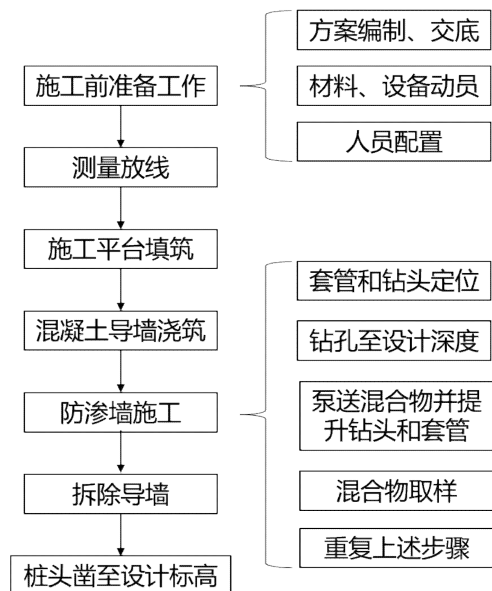 施工前准备工作
方案编制、交底
材料、设备动员
人员配置
测量放线
施工平台填筑
混凝土导墙浇筑
防渗墙施工
套管和钻头定位
钻孔至设计深度
泵送混合物并提
升钻头和套管
混合物取样
重复上述步骤
拆除导墙
桩头凿至设计标高